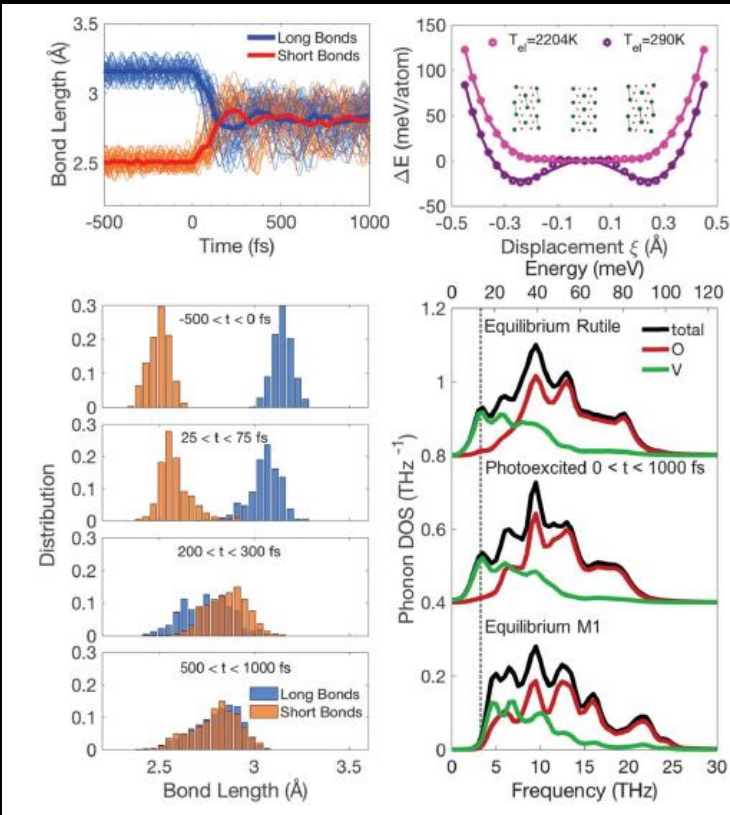 Long Bonds
Short Bonds
3.5
3
2.5
Bond Length (Å)
-500
0
500
1000
Time (fs)
T_el=2204K
T_el=290K
150
100
50
0
-50
ΔE (meV/atom)
-0.5
-0.3
-0.1
0.1
0.3
0.5
Displacement ξ (Å)
0.3
0.2
0.1
0
-500 < t < 0 fs
0.3
0.2
0.1
0
25 < t < 75 fs
0.3
0.2
0.1
0
200 < t < 300 fs
0.3
0.2
0.1
0
500 < t < 1000 fs
Long Bonds
Short Bonds
Distribution
2.5
3
3.5
Bond Length (Å)
Energy (meV)
0
20
40
60
80
100
120
1.2
1
0.8
0.6
0.4
0.2
0
Phonon DOS (THz⁻¹)
Equilibrium Rutile
total
O
V
Photoexcited 0 < t < 1000 fs
Equilibrium M1
0
5
10
15
20
25
30
Frequency (THz)